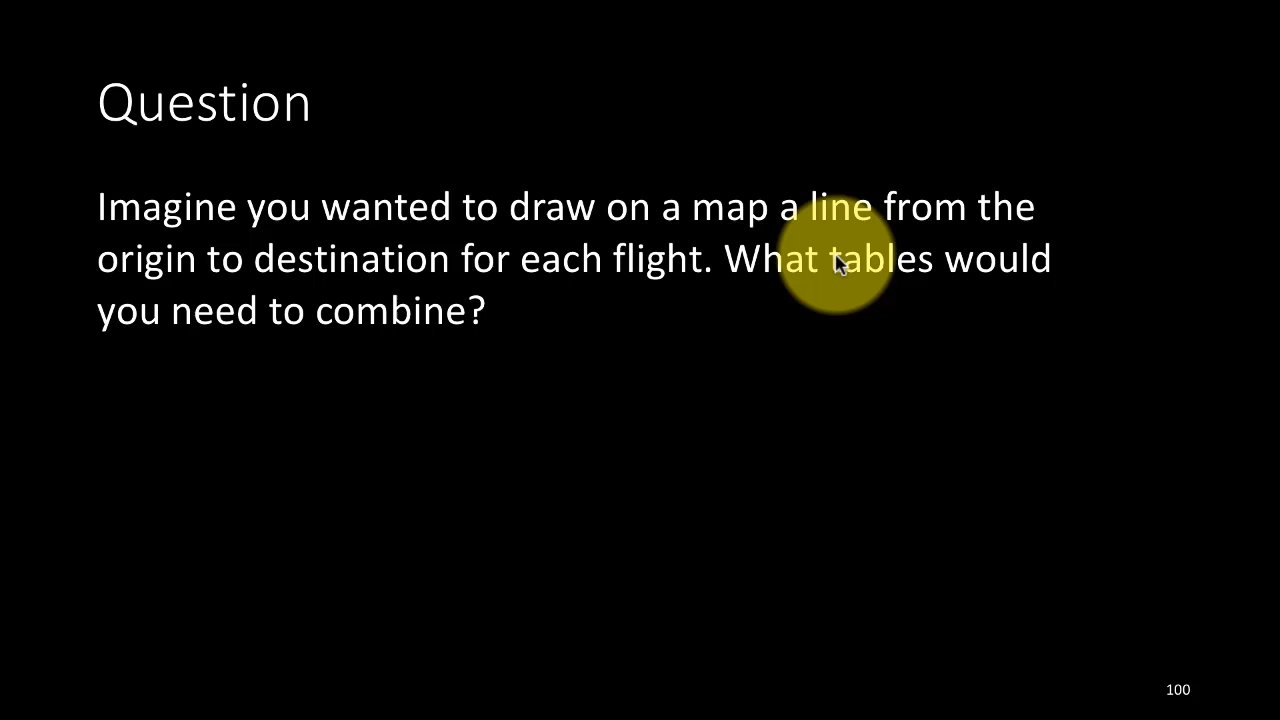 Question
Imagine you wanted to draw on a map a line from the
origin to destination for each flight. What tables would
you need to combine?
100